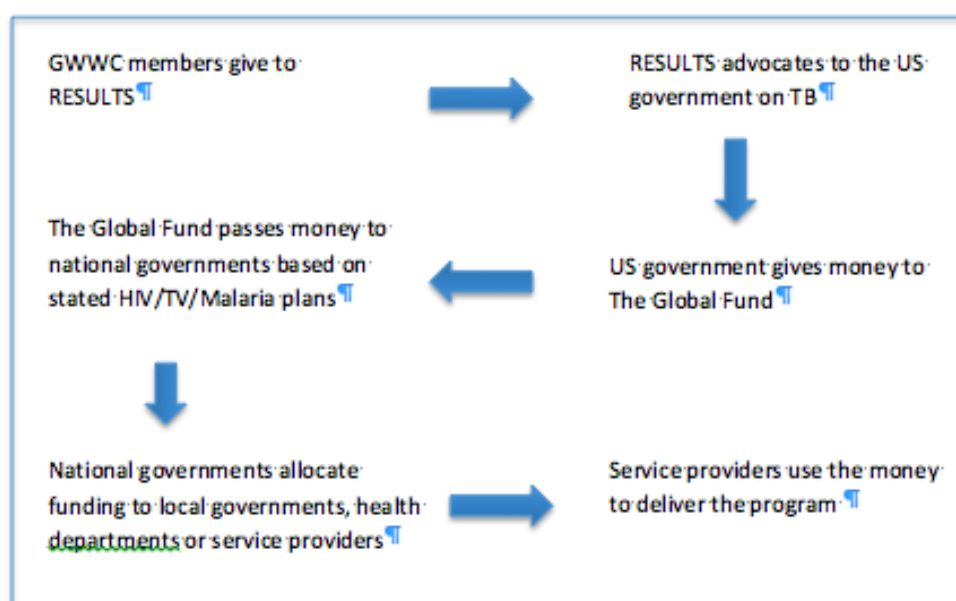 GWWC members give to
RESULTS¶
RESULTS advocates to the US
government on TB¶
US government gives money to
The Global Fund¶
The Global Fund passes money to
national governments based on
stated HIV/TV/Malaria plans¶
National governments allocate
funding to local governments, health
departments or service providers¶
Service providers use the money
to deliver the program ¶